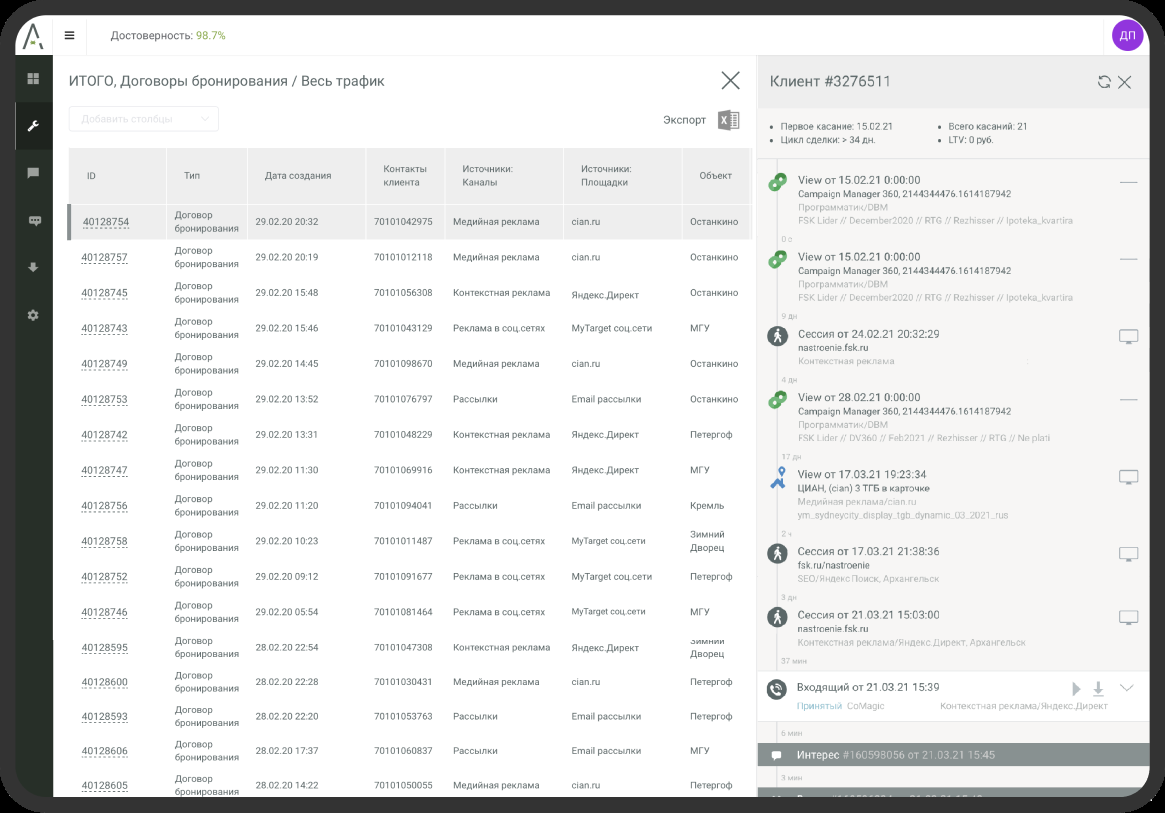 Достоверность: 98.7%
ДП
ИТОГО, Договоры бронирования / Весь трафик
Добавить столбцы
Экспорт
ID Тип Дата создания Контакты клиента Источники: Каналы Источники: Площадки Объект
40128754 Договор бронирования 29.02.20 20:32 70101042975 Медийная реклама cian.ru Останкино
40128757 Договор бронирования 29.02.20 20:19 70101012118 Медийная реклама cian.ru Останкино
40128745 Договор бронирования 29.02.20 15:48 70101056308 Контекстная реклама Яндекс.Директ Останкино
40128743 Договор бронирования 29.02.20 15:46 70101043129 Реклама в соц.сетях MyTarget соц.сети МГУ
40128749 Договор бронирования 29.02.20 14:45 70101098670 Медийная реклама cian.ru Останкино
40128753 Договор бронирования 29.02.20 13:52 70101076797 Рассылки Email рассылки Останкино
40128742 Договор бронирования 29.02.20 13:31 70101048229 Контекстная реклама Яндекс.Директ Петергоф
40128747 Договор бронирования 29.02.20 11:30 70101069916 Контекстная реклама Яндекс.Директ МГУ
40128756 Договор бронирования 29.02.20 11:20 70101094041 Рассылки Email рассылки Кремль
40128758 Договор бронирования 29.02.20 10:23 70101011487 Реклама в соц.сетях MyTarget соц.сети Зимний Дворец
40128752 Договор бронирования 29.02.20 09:12 70101091677 Реклама в соц.сетях MyTarget соц.сети Петергоф
40128746 Договор бронирования 29.02.20 05:54 70101081464 Реклама в соц.сетях MyTarget соц.сети МГУ
40128595 Договор бронирования 28.02.20 22:54 70101047308 Контекстная реклама Яндекс.Директ Зимний Дворец
40128600 Договор бронирования 28.02.20 22:28 70101030431 Медийная реклама cian.ru Петергоф
40128593 Договор бронирования 28.02.20 22:20 70101053763 Рассылки Email рассылки Петергоф
40128606 Договор бронирования 28.02.20 17:37 70101060837 Рассылки Email рассылки МГУ
40128605 Договор бронирования 28.02.20 14:22 70101050055 Медийная реклама cian.ru Петергоф
Клиент #3276511
• Первое касание: 15.02.21 • Всего касаний: 21
• Цикл сделки: > 34 дн. • LTV: 0 руб.
View от 15.02.21 0:00:00
Campaign Manager 360, 2144344476.1614187942
Программатик/DBM
FSK Lider // December2020 // RTG // Rezhisser // Ipoteka_kvartira
0 с
View от 15.02.21 0:00:00
Campaign Manager 360, 2144344476.1614187942
Программатик/DBM
FSK Lider // December2020 // RTG // Rezhisser // Ipoteka_kvartira
9 дн
Сессия от 24.02.21 20:32:29
nastroenie.fsk.ru
Контекстная реклама
4 дн
View от 28.02.21 0:00:00
Campaign Manager 360, 2144344476.1614187942
Программатик/DBM
FSK Lider // DV360 // Feb2021 // Rezhisser // RTG // Ne plati
17 дн
View от 17.03.21 19:23:34
ЦИАН, (cian) 3 ТГБ в карточке
Медийная реклама/cian.ru
ym_sydneycity_display_tgb_dynamic_03_2021_rus
2 ч
Сессия от 17.03.21 21:38:36
fsk.ru/nastroenie
SEO/Яндекс Поиск, Архангельск
3 дн
Сессия от 21.03.21 15:03:00
nastroenie.fsk.ru
Контекстная реклама/Яндекс.Директ, Архангельск
37 мин
Входящий от 21.03.21 15:39
Принятый CoMagic Контекстная реклама/Яндекс.Директ
6 мин
Интерес #160598056 от 21.03.21 15:45
3 мин